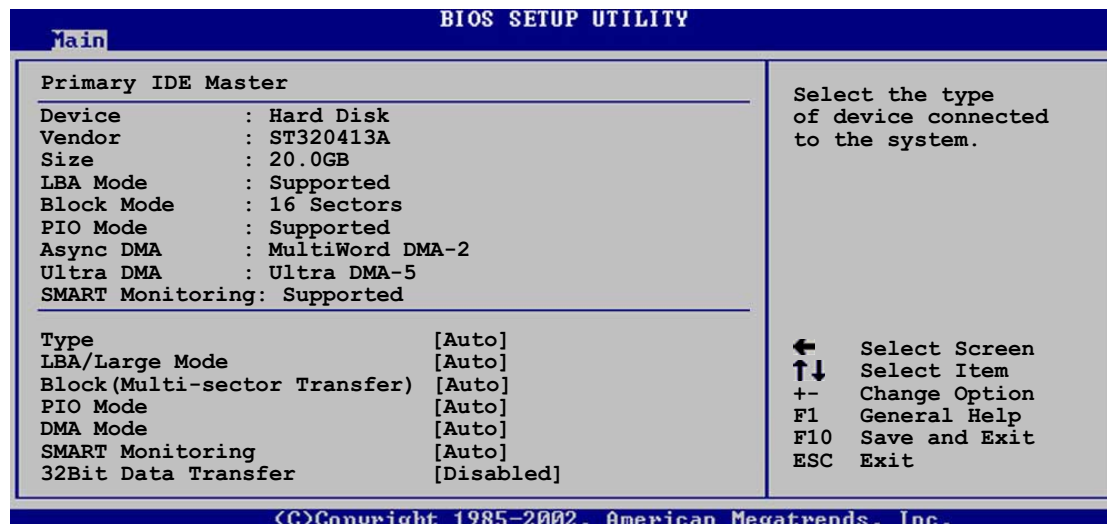 BIOS SETUP UTILITY
Main
Primary IDE Master
Device : Hard Disk
Vendor : ST320413A
Size : 20.0GB
LBA Mode : Supported
Block Mode : 16 Sectors
PIO Mode : Supported
Async DMA : MultiWord DMA-2
Ultra DMA : Ultra DMA-5
SMART Monitoring: Supported
Type [Auto]
LBA/Large Mode [Auto]
Block(Multi-sector Transfer) [Auto]
PIO Mode [Auto]
DMA Mode [Auto]
SMART Monitoring [Auto]
32Bit Data Transfer [Disabled]
Select the type
of device connected
to the system.
← Select Screen
↑↓ Select Item
+- Change Option
F1 General Help
F10 Save and Exit
ESC Exit
(C)Copyright 1985-2002, American Megatrends, Inc.